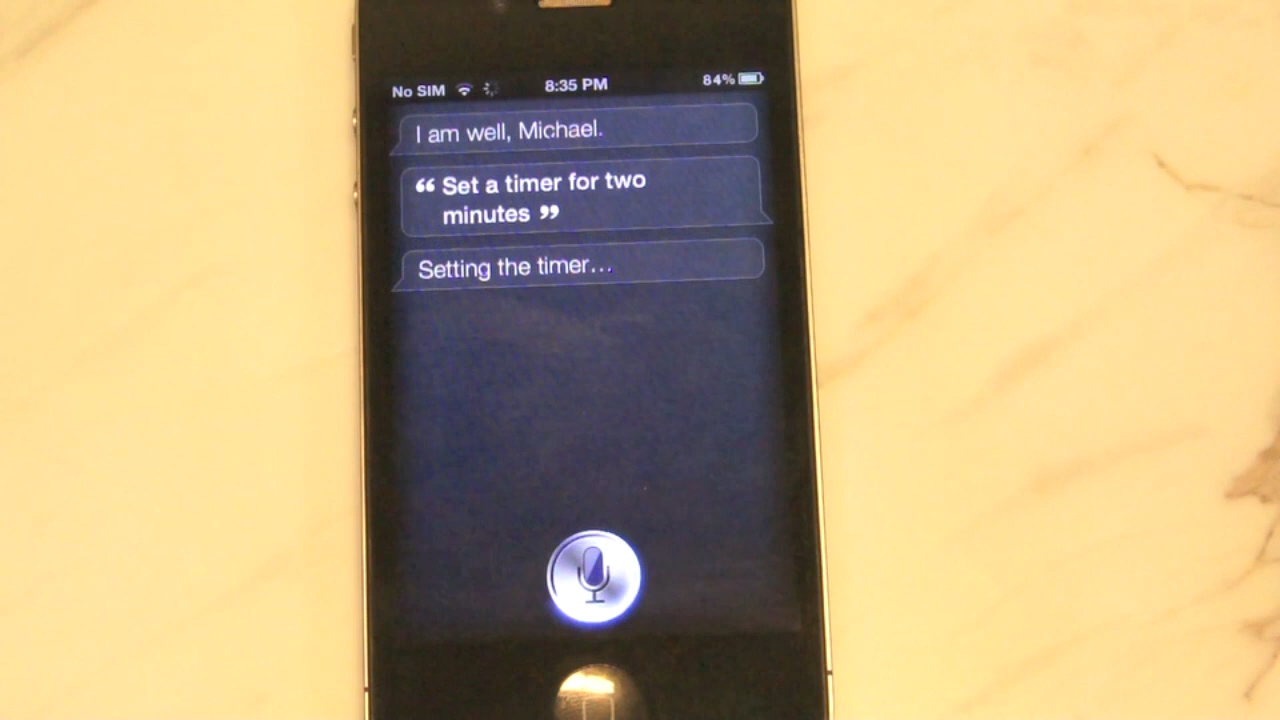 No SIM 8:35 PM 84%
I am well, Michael.
“ Set a timer for two
minutes ”
Setting the timer...